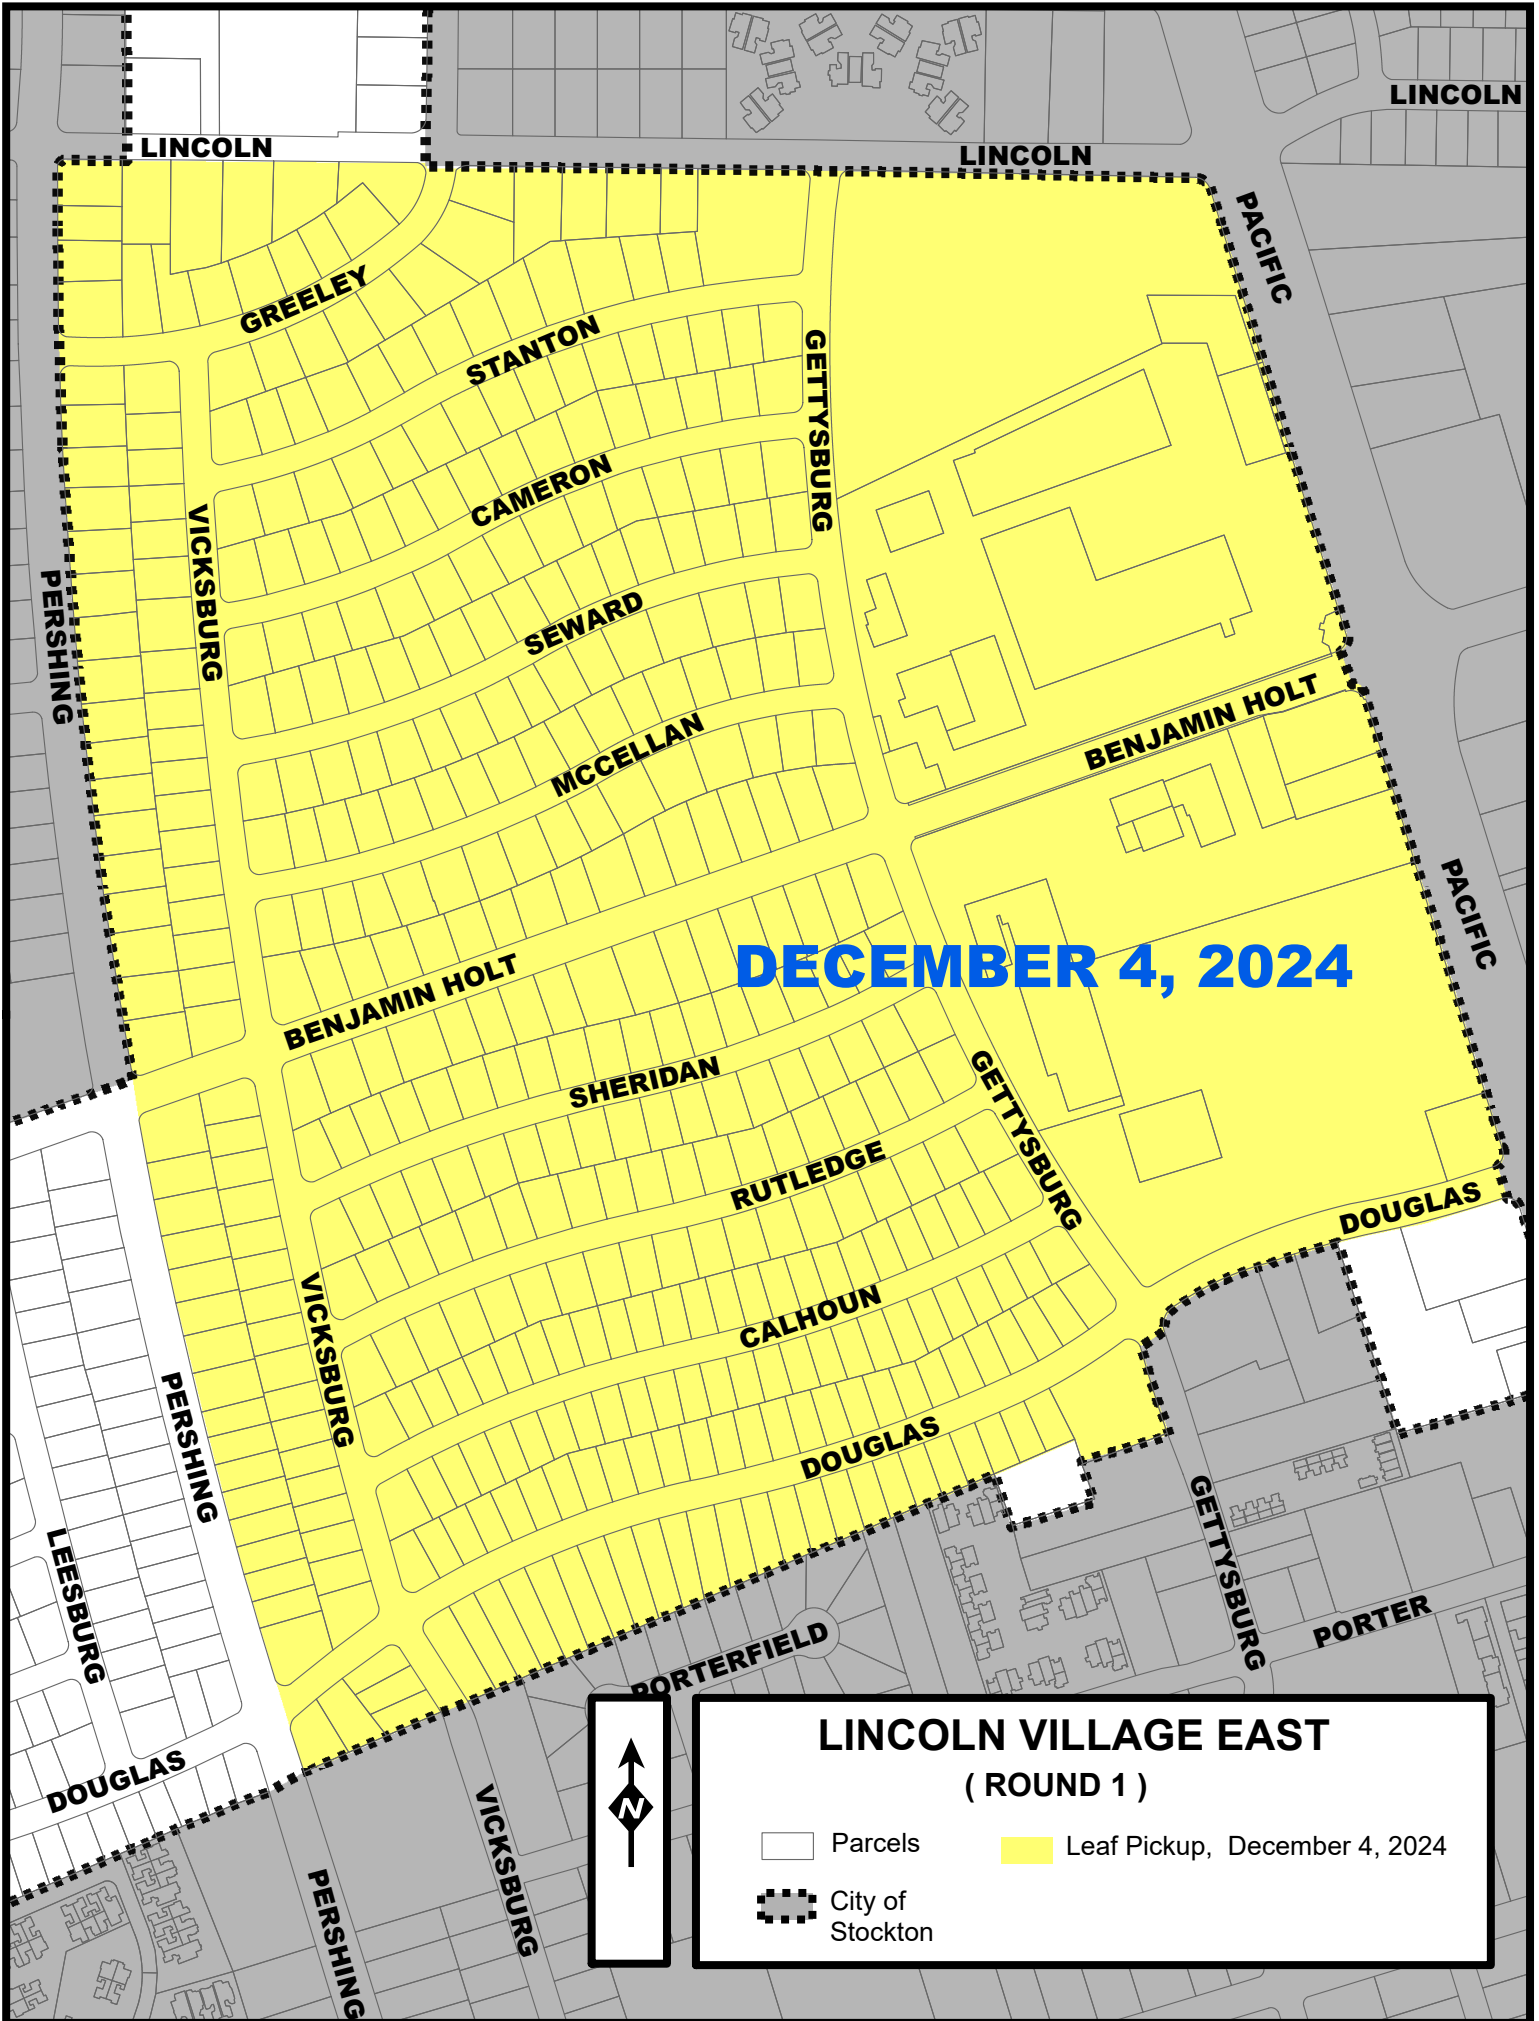 LINCOLN
LINCOLN
LINCOLN
PACIFIC
GREELEY
STANTON
GETTYSBURG
CAMERON
VICKSBURG
PERSHING
SEWARD
MCCELLAN
BENJAMIN HOLT
PACIFIC
DECEMBER 4, 2024
BENJAMIN HOLT
SHERIDAN
GETTYSBURG
RUTLEDGE
DOUGLAS
VICKSBURG
CALHOUN
PERSHING
DOUGLAS
GETTYSBURG
LEESBURG
PORTER
PORTERFIELD
DOUGLAS
VICKSBURG
PERSHING
N
LINCOLN VILLAGE EAST
( ROUND 1 )
Parcels
Leaf Pickup, December 4, 2024
City of
Stockton